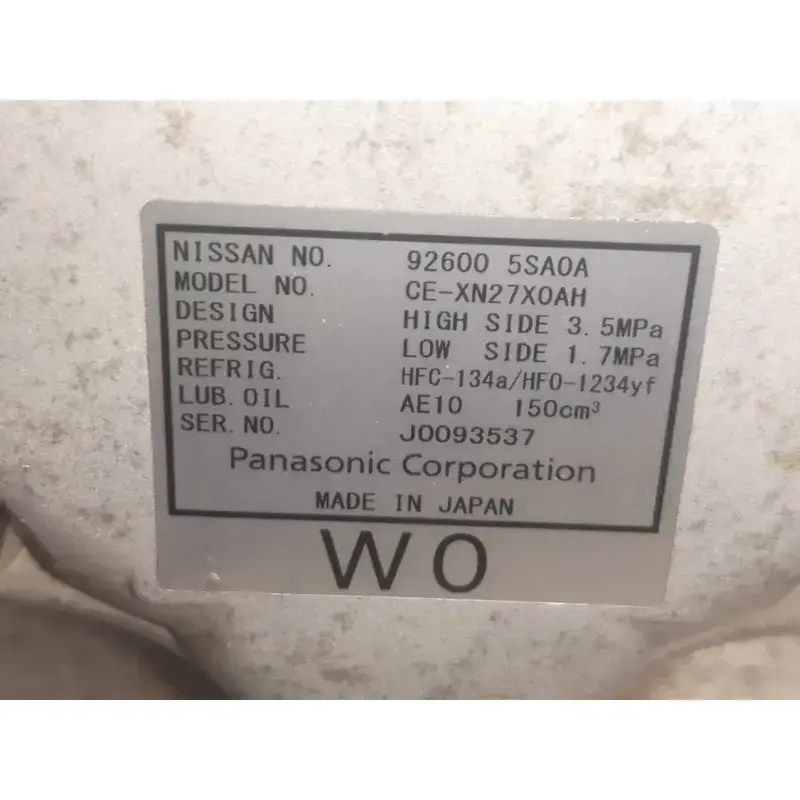 NISSAN NO. 92600 5SA0A
MODEL NO. CE-XN27X0AH
DESIGN HIGH SIDE 3.5MPa
PRESSURE LOW SIDE 1.7MPa
REFRIG. HFC-134a/HFO-1234yf
LUB.OIL AE10 150cm³
SER.NO. J0093537
Panasonic Corporation
MADE IN JAPAN
W0